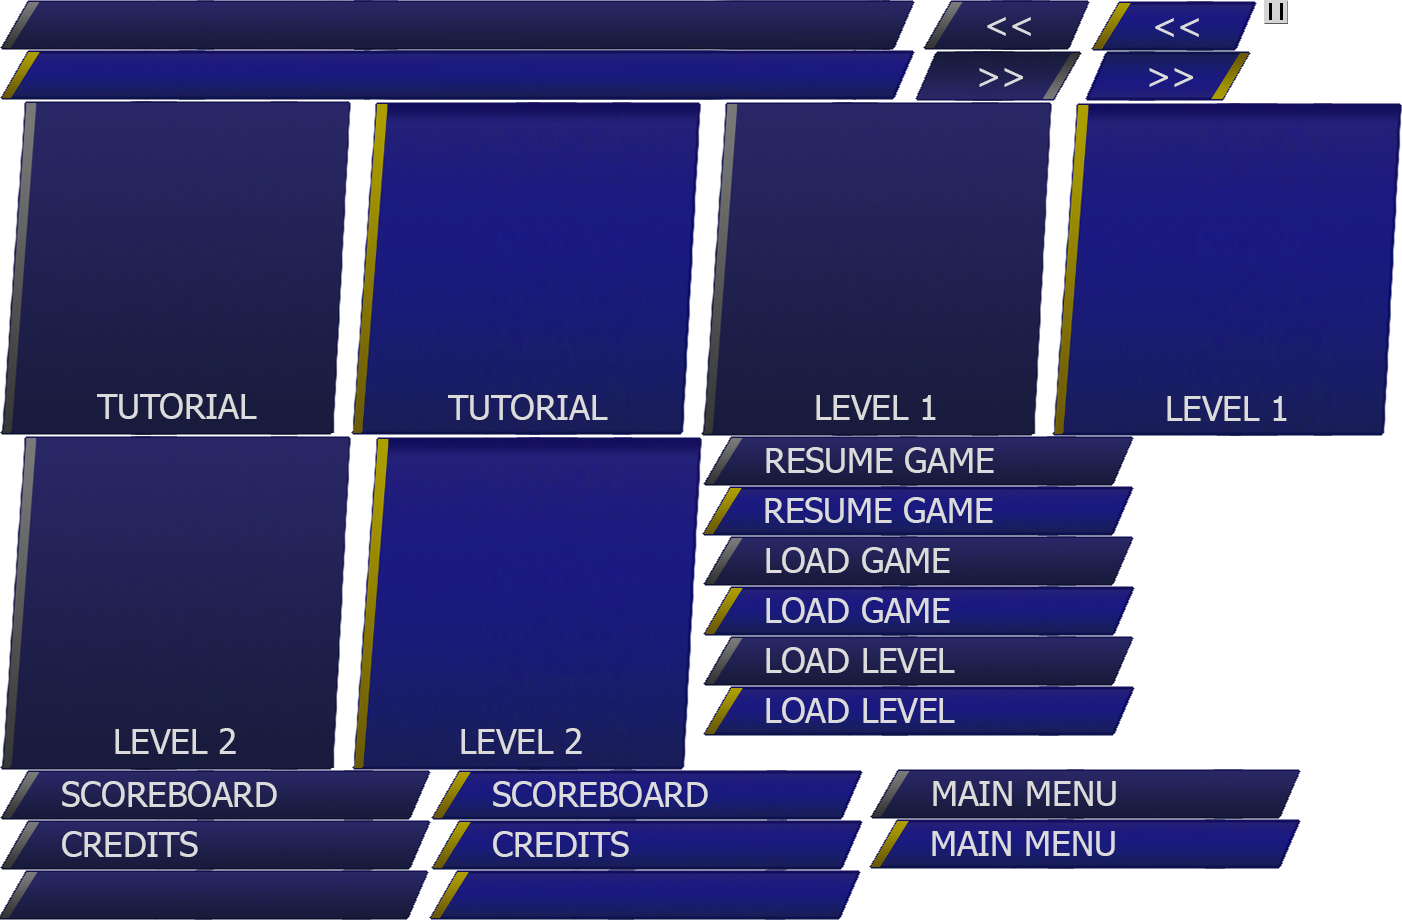 <<
<<
>>
>>
TUTORIAL
TUTORIAL
LEVEL 1
LEVEL 1
RESUME GAME
RESUME GAME
LOAD GAME
LOAD GAME
LOAD LEVEL
LOAD LEVEL
LEVEL 2
LEVEL 2
SCOREBOARD
SCOREBOARD
MAIN MENU
CREDITS
CREDITS
MAIN MENU